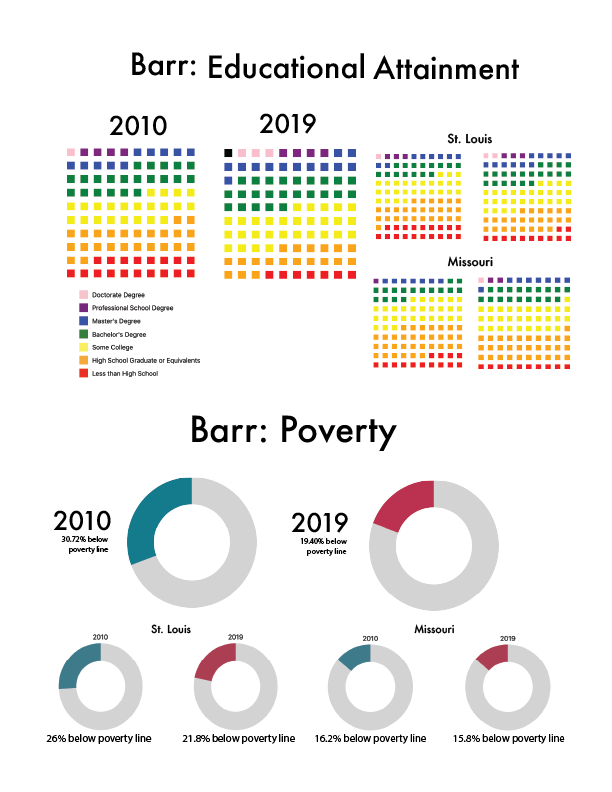 Barr: Educational Attainment
2010
2019
St. Louis
Missouri
Doctorate Degree
Professional School Degree
Master's Degree
Bachelor's Degree
Some College
High School Graduate or Equivalents
Less than High School
Barr: Poverty
2010
30.72% below
poverty line
2019
19.40% below
poverty line
St. Louis
Missouri
2010
2019
2010
2019
26% below poverty line
21.8% below poverty line
16.2% below poverty line
15.8% below poverty line